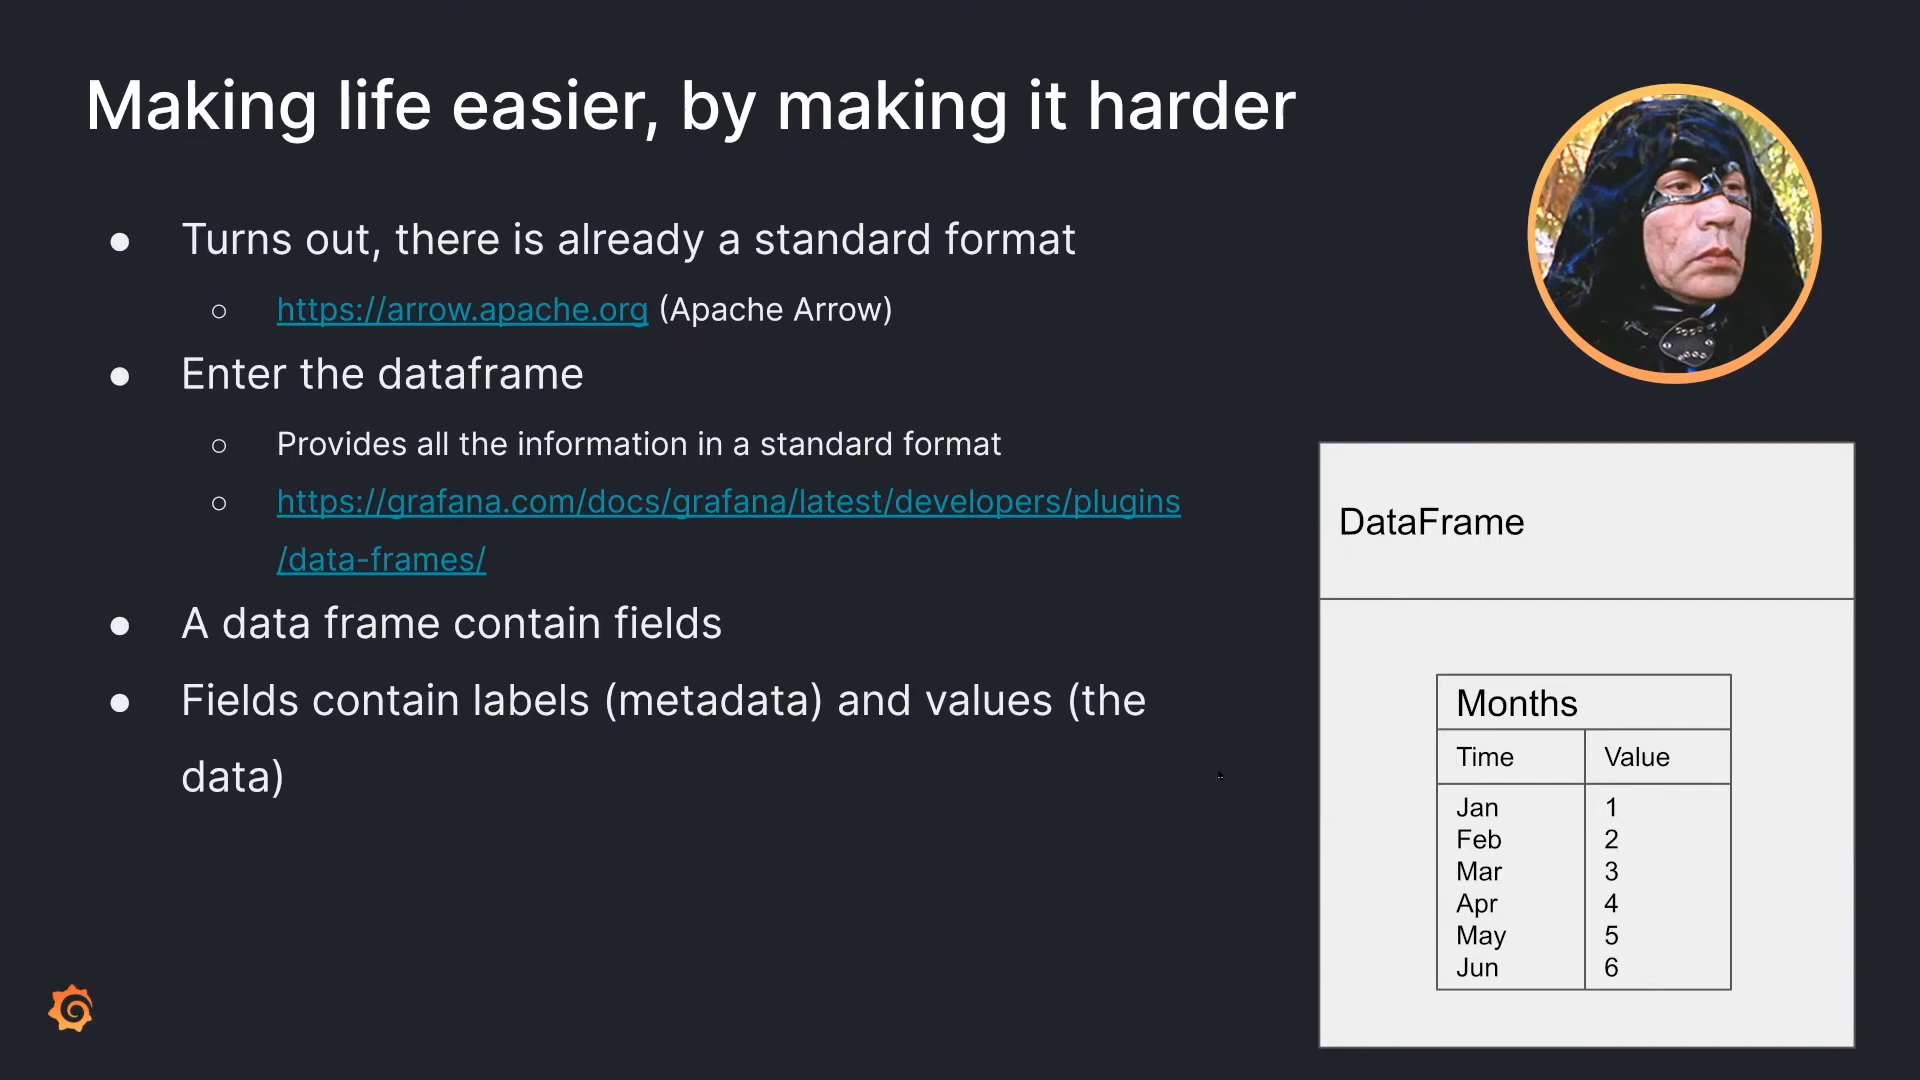 Making life easier, by making it harder
● Turns out, there is already a standard format
○ https://arrow.apache.org (Apache Arrow)
● Enter the dataframe
○ Provides all the information in a standard format
○ https://grafana.com/docs/grafana/latest/developers/plugins
/data-frames/
● A data frame contain fields
● Fields contain labels (metadata) and values (the
data)
DataFrame
Months
Time Value
Jan 1
Feb 2
Mar 3
Apr 4
May 5
Jun 6